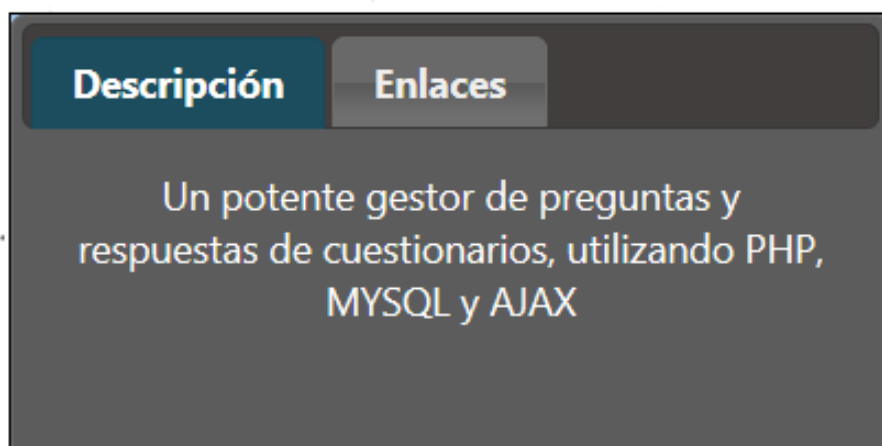 Descripción Enlaces
Un potente gestor de preguntas y
respuestas de cuestionarios, utilizando PHP,
MYSQL y AJAX